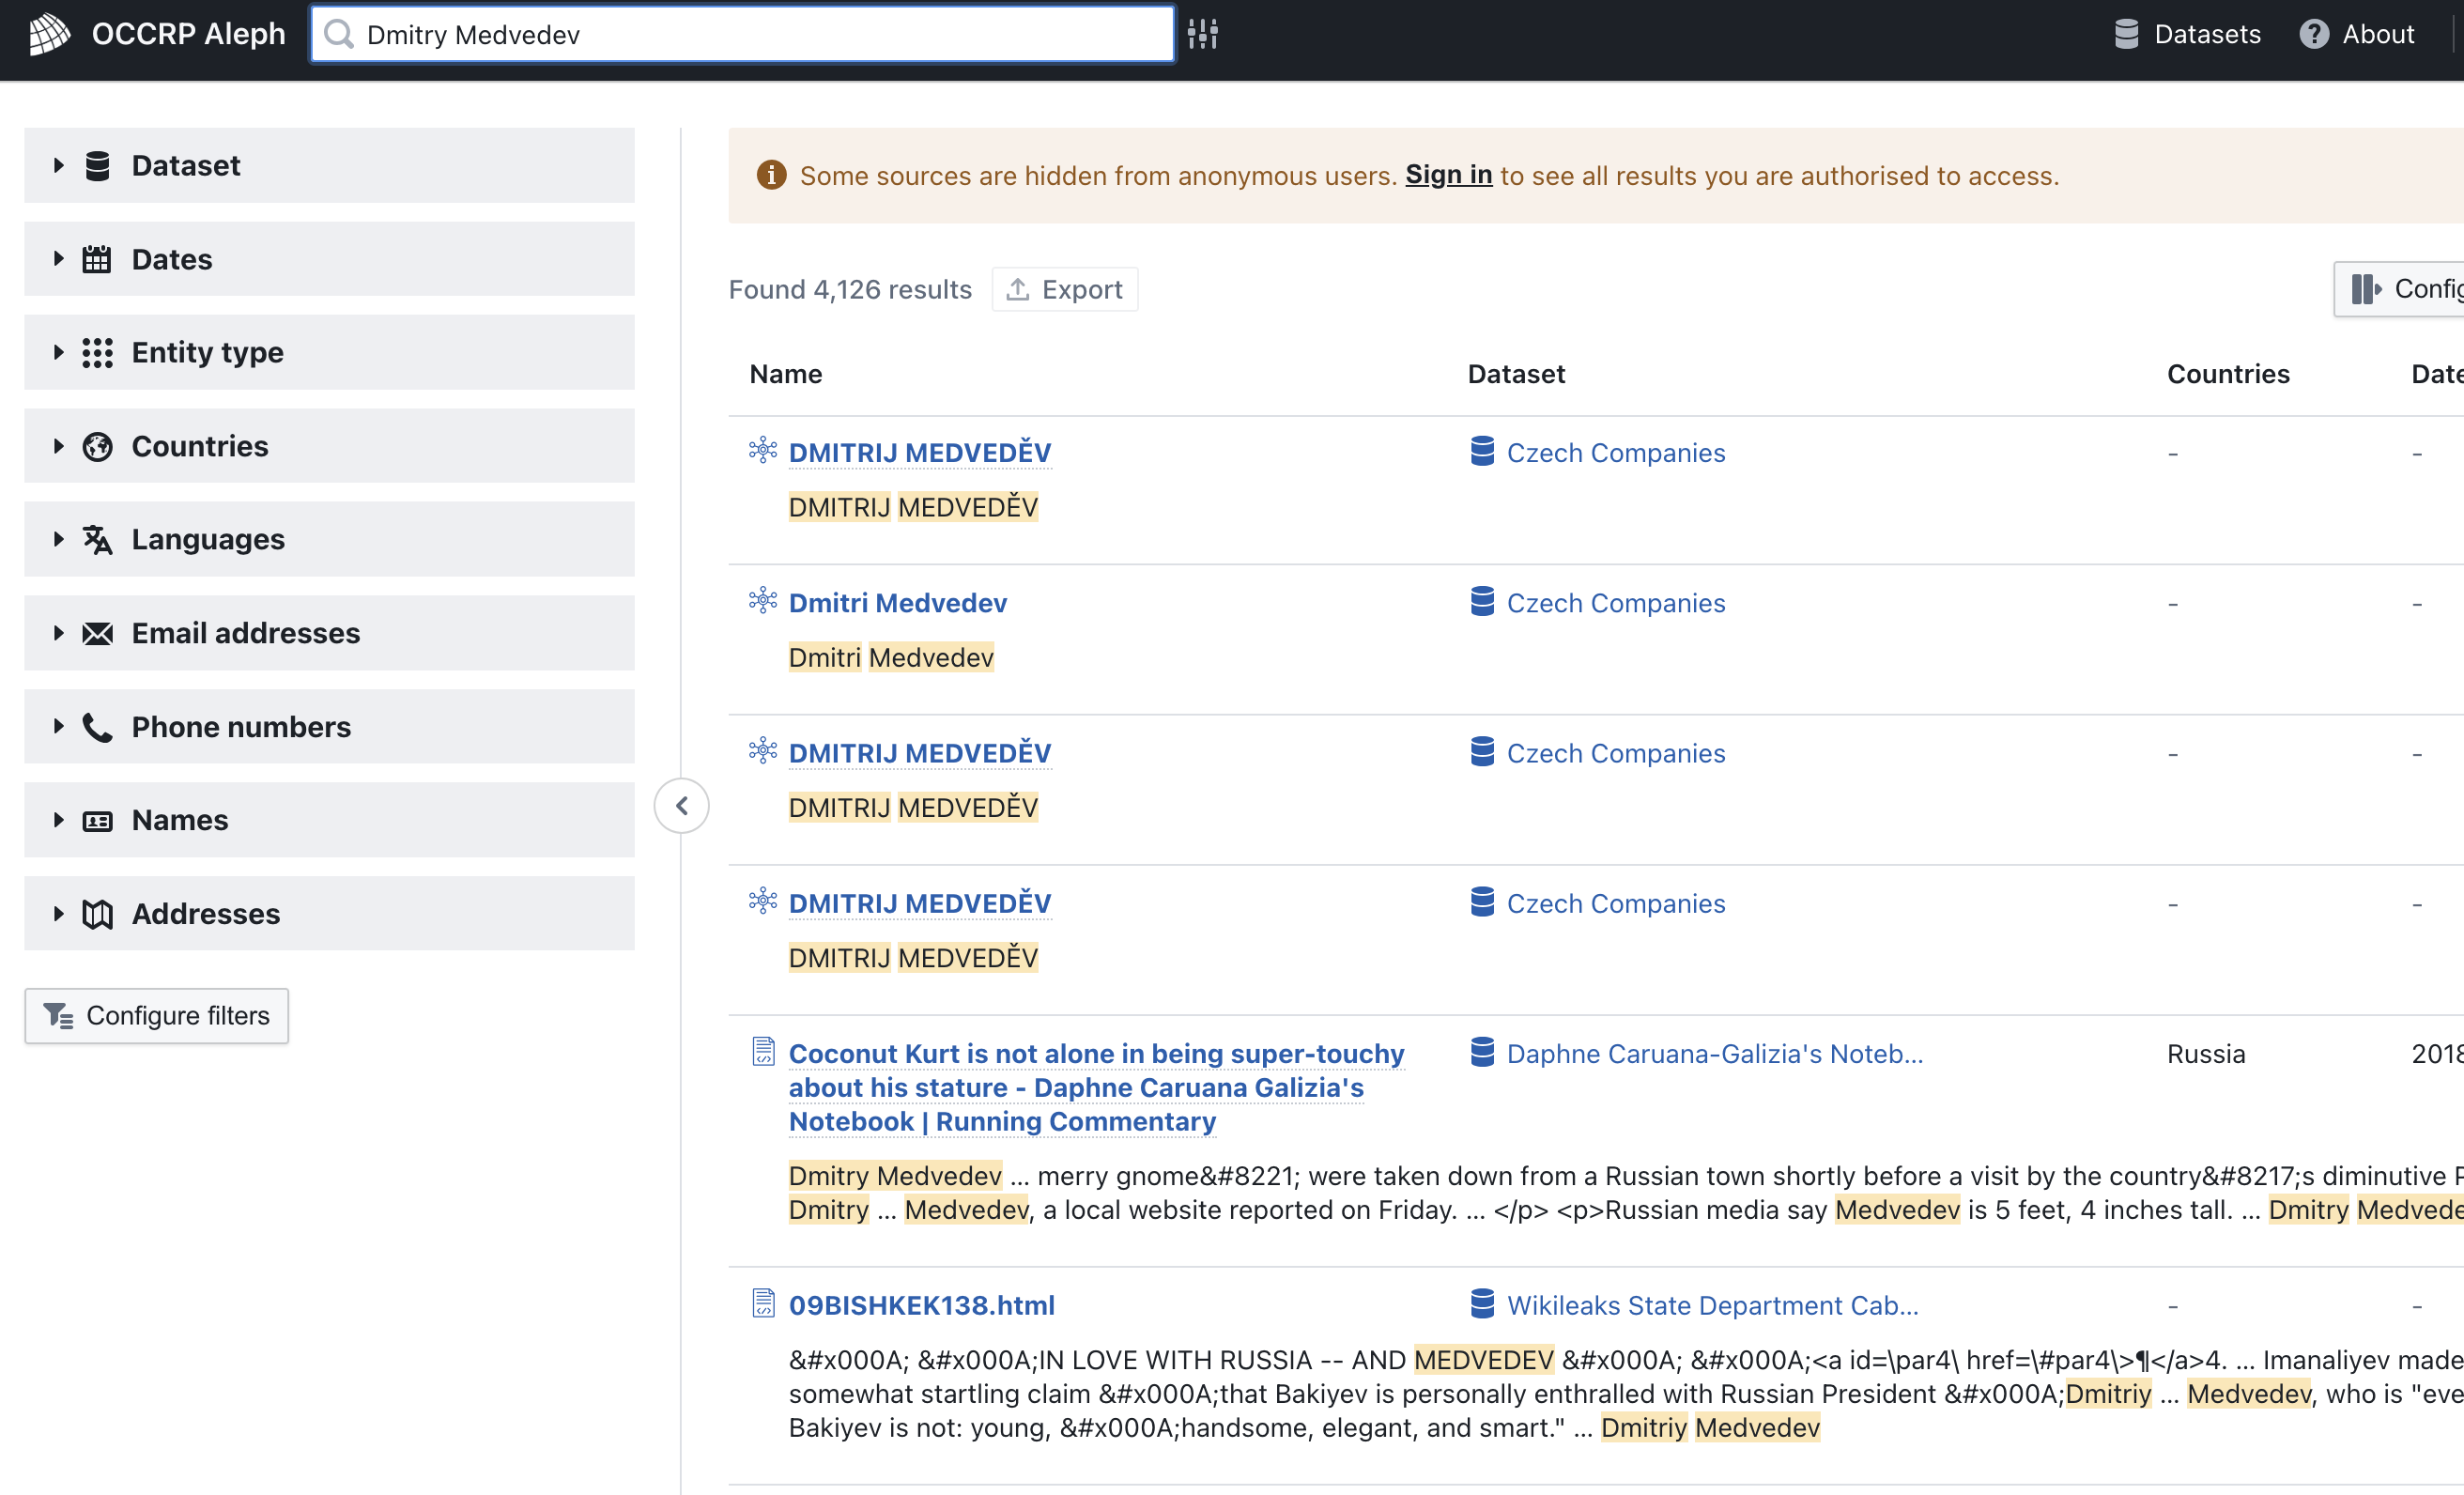 OCCRP Aleph
Dmitry Medvedev
Datasets
About
Dataset
Dates
Entity type
Countries
Languages
Email addresses
Phone numbers
Names
Addresses
Configure filters
Some sources are hidden from anonymous users. Sign in to see all results you are authorised to access.
Found 4,126 results
Export
Name
Dataset
Countries
DMITRIJ MEDVEDĚV
Czech Companies
-
-
DMITRIJ MEDVEDĚV
Dmitri Medvedev
Czech Companies
-
-
Dmitri Medvedev
DMITRIJ MEDVEDĚV
Czech Companies
-
-
DMITRIJ MEDVEDĚV
DMITRIJ MEDVEDĚV
Czech Companies
-
-
DMITRIJ MEDVEDĚV
Coconut Kurt is not alone in being super-touchy
about his stature - Daphne Caruana Galizia's
Notebook | Running Commentary
Daphne Caruana-Galizia's Noteb...
Russia
2018
Dmitry Medvedev ... merry gnome&#8221; were taken down from a Russian town shortly before a visit by the country&#8217;s diminutive
Dmitry ... Medvedev, a local website reported on Friday. ... </p> <p>Russian media say Medvedev is 5 feet, 4 inches tall. ... Dmitry
09BISHKEK138.html
Wikileaks State Department Cab...
-
-
&#x000A; &#x000A;IN LOVE WITH RUSSIA -- AND MEDVEDEV &#x000A; &#x000A;<a id=\par4\ href=\#par4\>¶</a>4. ... Imanaliyev made
somewhat startling claim &#x000A;that Bakiyev is personally enthralled with Russian President &#x000A;Dmitriy ... Medvedev, who is
Bakiyev is not: young, &#x000A;handsome, elegant, and smart." ... Dmitriy Medvedev